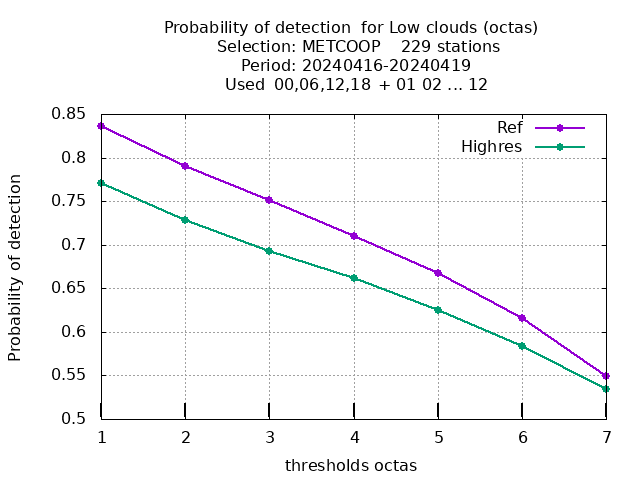 Probability of detection  for Low clouds (octas)
Selection: METCOOP    229 stations
Period: 20240416-20240419
Used  00,06,12,18 + 01 02 ... 12
Probability of detection
0.85
0.8
0.75
0.7
0.65
0.6
0.55
0.5
Ref
Highres
1 2 3 4 5 6 7
thresholds octas